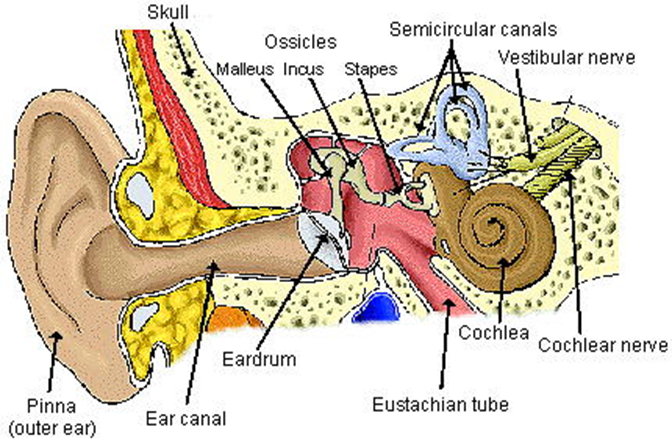 Skull
Ossicles
Malleus Incus Stapes
Semicircular canals
Vestibular nerve
Cochlea
Cochlear nerve
Eardrum
Eustachian tube
Pinna
(outer ear)
Ear canal